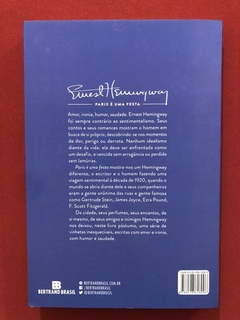 Ernest Hemingway
PARIS É UMA FESTA
Amor, ironia, humor, saudade. Ernest Hemingway
foi sempre contrário ao sentimentalismo. Seus
contos e seus romances mostram o homem em
busca de si próprio, descobrindo-se nos momentos
de dor, perigo ou derrota. Nenhum idealismo
diante da vida: ela deve ser enfrentada como
um desafio, e vencida sem arrogância ou perdida
sem lamúrias.
Paris é uma festa mostra-nos um Hemingway
diferente, o escritor e o homem fazendo uma
viagem sentimental à década de 1920, quando o
mundo se abria diante dele e seus companheiros
eram a gente anônima das ruas e gente famosa
como Gertrude Stein, James Joyce, Ezra Pound,
F. Scott Fitzgerald.
Da cidade, seus perfumes, seus encantos, de
si mesmo, de seus amigos e inimigos Hemingway
nos deixou, neste livro póstumo, uma série de
vinhetas inesquecíveis, escritas com amor e ironia,
com humor e saudade.
BERTRAND BRASIL
BERTRAND.COM.BR